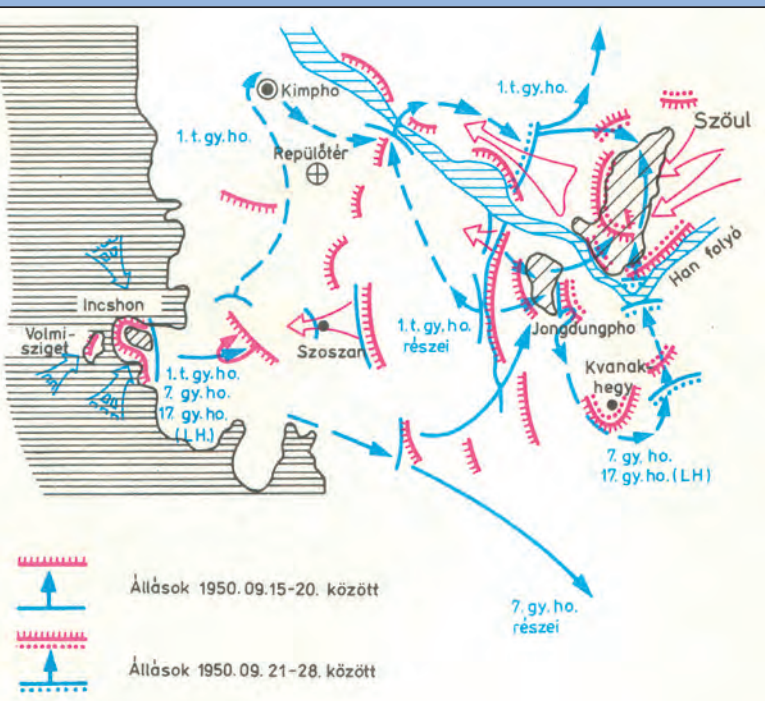 Kimpho
1.t.gy.ho.
1.t.gy.ho.
Szöul
Repülőtér
Han folyó
Incshon
Volmi-
sziget
Szoszari
1.t.gy.ho.
részei
Jongdungpho
1.t.gy.ho.
7.gy.ho.
17.gy.ho.
(LH.)
Kvanak-
hegy
7.gy.ho.
17.gy.ho.(LH)
7.gy.ho.
részei
Állások 1950.09.15-20. között
Állások 1950.09.21-28. között